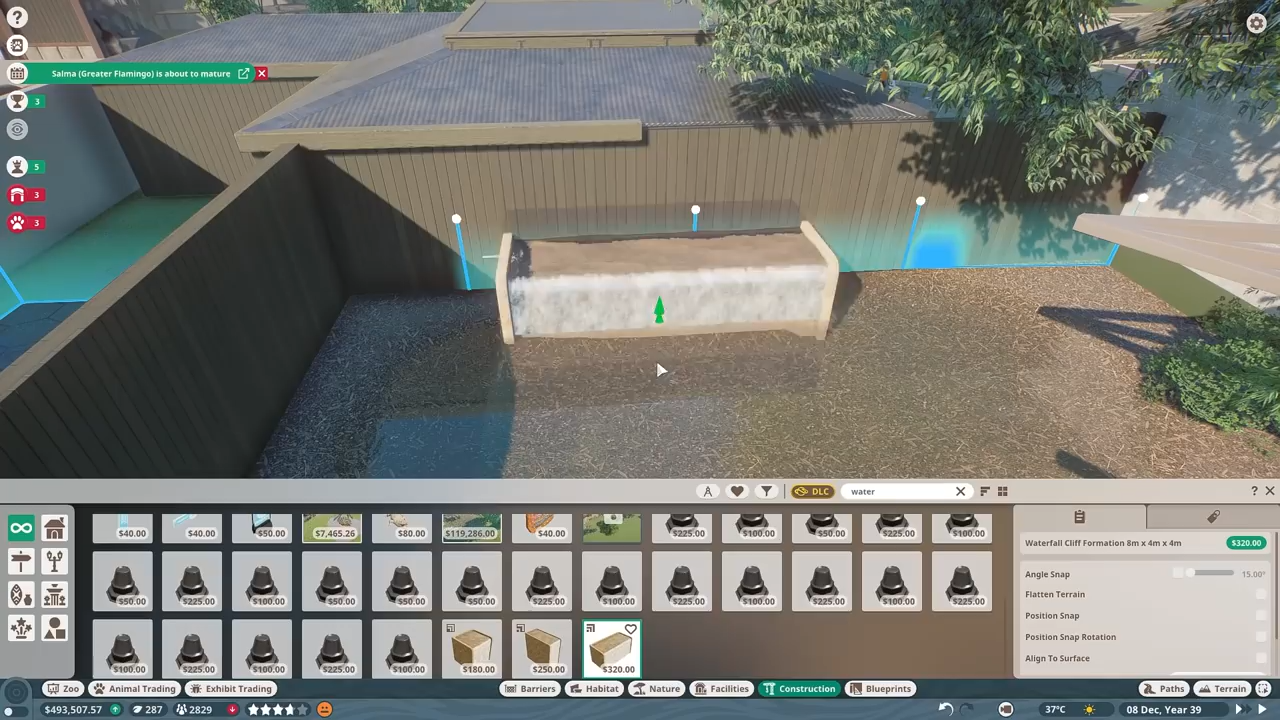 ?
Salma (Greater Flamingo) is about to mature
3
5
3
3
DLC
water
?
$40.00 $40.00 $50.00 $7,465.26 $80.00 $119,286.00 $40.00 $225.00 $100.00 $50.00 $225.00 $100.00
$50.00 $225.00 $100.00 $50.00 $50.00 $50.00 $225.00 $100.00 $225.00 $100.00 $225.00 $100.00 $225.00
$100.00 $225.00 $100.00 $225.00 $100.00 $180.00 $250.00 $320.00
Waterfall Cliff Formation 8m x 4m x 4m $320.00
Angle Snap 15.00°
Flatten Terrain
Position Snap
Position Snap Rotation
Align To Surface
Zoo Animal Trading Exhibit Trading Barriers Habitat Nature Facilities Construction Blueprints Paths Terrain
$493,507.57 287 2829 37°C 08 Dec, Year 39